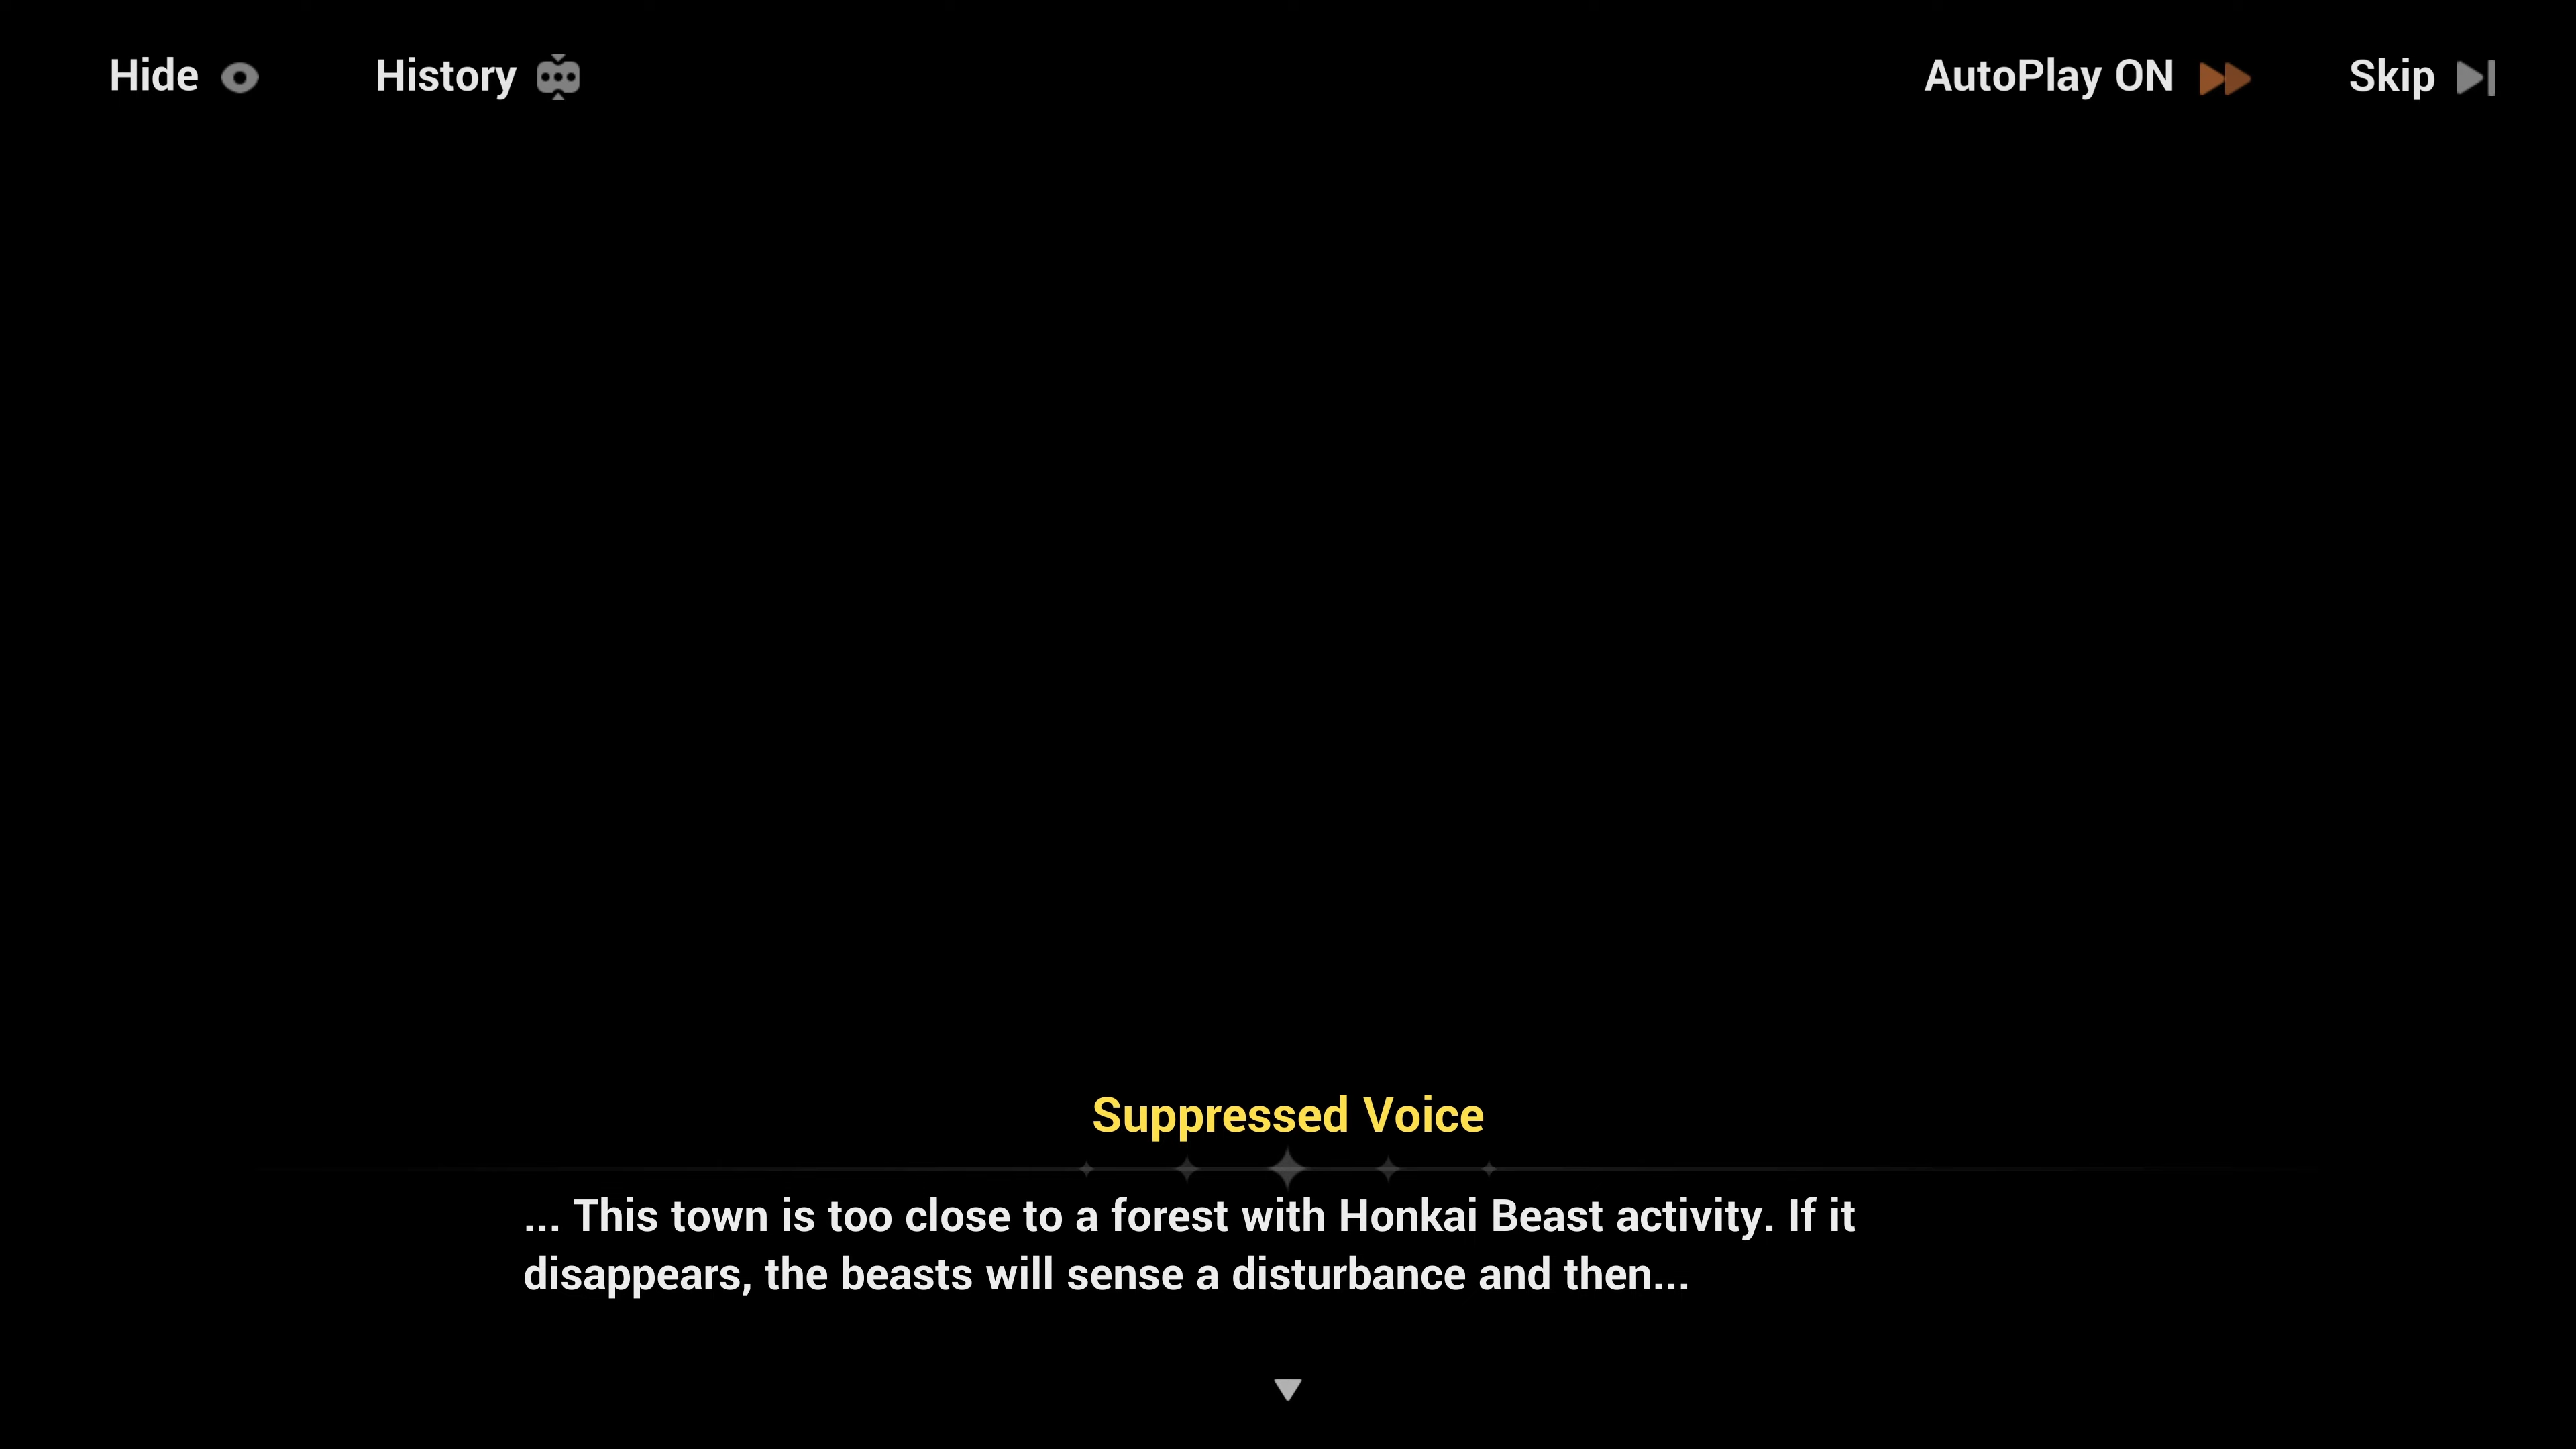 Hide
History
AutoPlay ON
Skip
Suppressed Voice
... This town is too close to a forest with Honkai Beast activity. If it
disappears, the beasts will sense a disturbance and then...